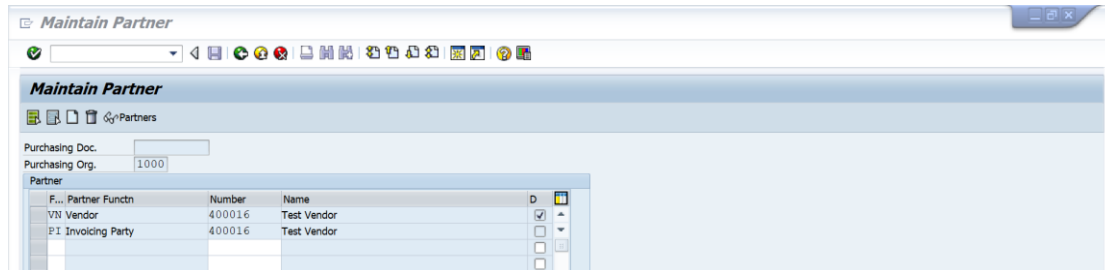 Maintain Partner
Maintain Partner
Partners
Purchasing Doc.
Purchasing Org. 1000
Partner
F... Partner Functn Number Name D
VN Vendor 400016 Test Vendor
PI Invoicing Party 400016 Test Vendor